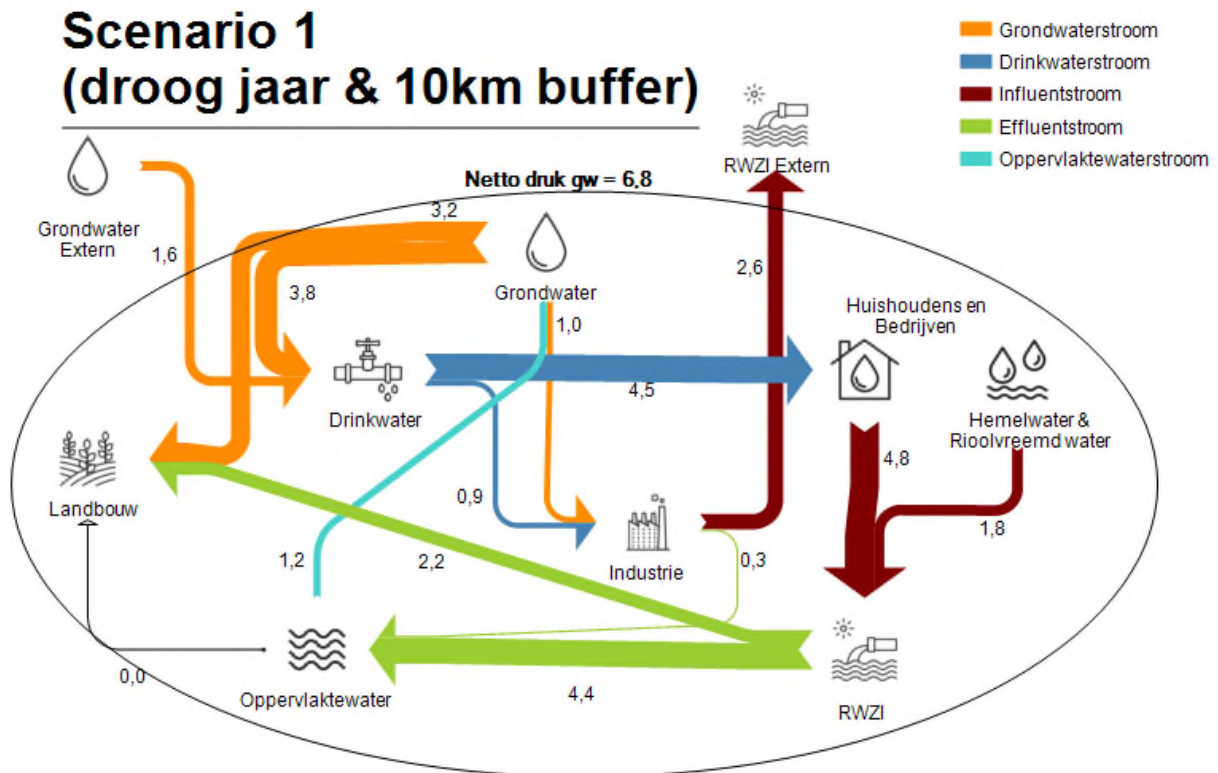 Scenario 1
(droog jaar & 10km buffer)
Grondwaterstroom
Drinkwaterstroom
Influentstroom
Effluentstroom
Oppervlaktewaterstroom
RWZI Extern
Netto druk gw = 6,8
Grondwater
Extern
1,6
3,2
3,8
Grondwater
1,0
2,6
Huishoudens en
Bedrijven
Drinkwater
4,5
Hemelwater &
Rioolvreemd water
4,8
1,8
0,9
Landbouw
Industrie
0,3
1,2
2,2
0,0
Oppervlaktewater
4,4
RWZI